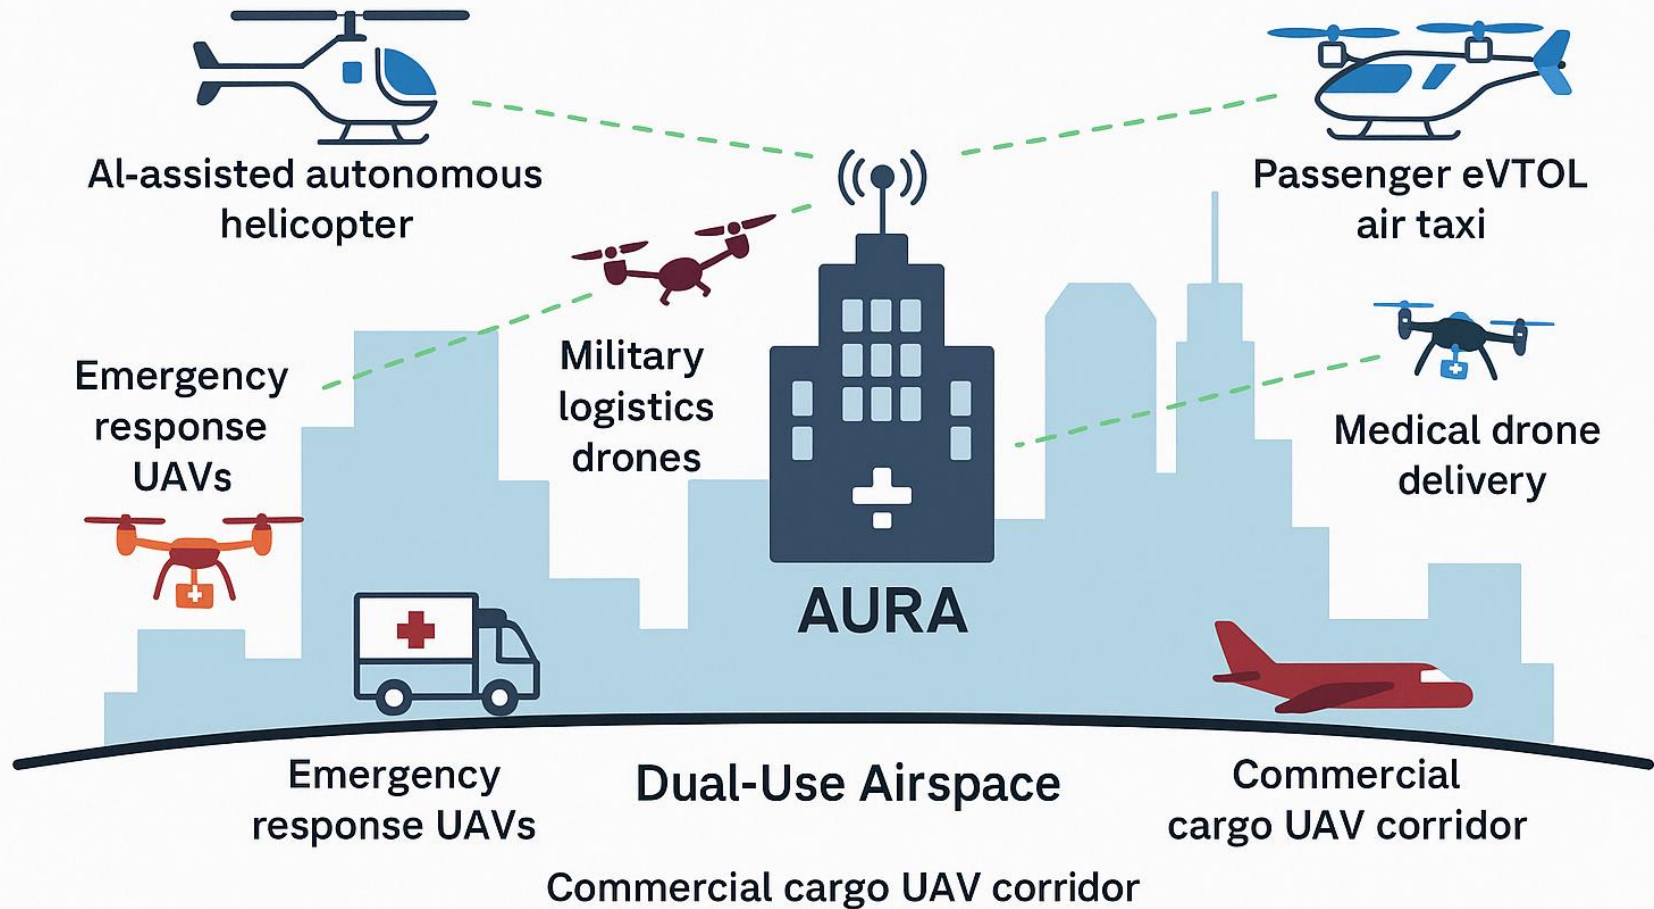 AI-assisted autonomous
helicopter
Passenger eVTOL
air taxi
Military
logistics
drones
Emergency
response
UAVs
Medical drone
delivery
AURA
Emergency
response UAVs
Dual-Use Airspace
Commercial
cargo UAV corridor
Commercial cargo UAV corridor